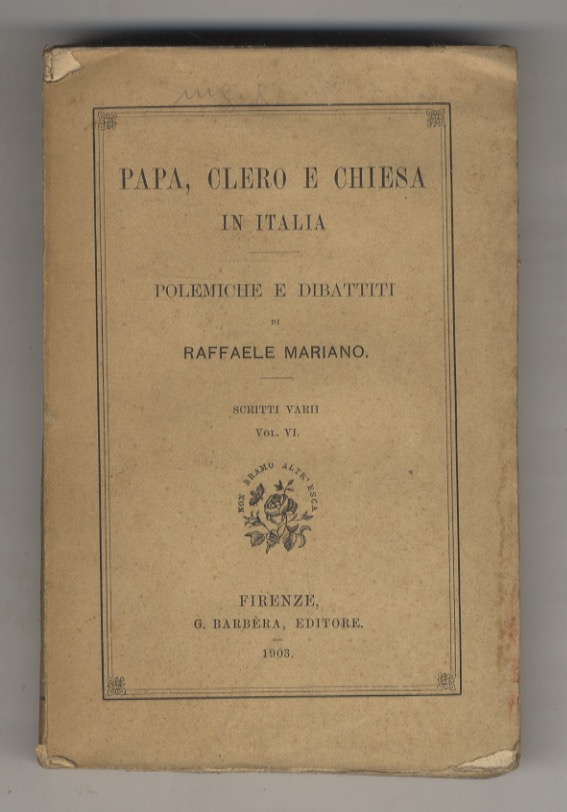 PAPA, CLERO E CHIESA
IN ITALIA
POLEMICHE E DIBATTITI
DI
RAFFAELE MARIANO.
SCRITTI VARII
VOL. VI.
NON BRAMO ALTR' ESCA
FIRENZE,
G. BARBÈRA, EDITORE.
1903.